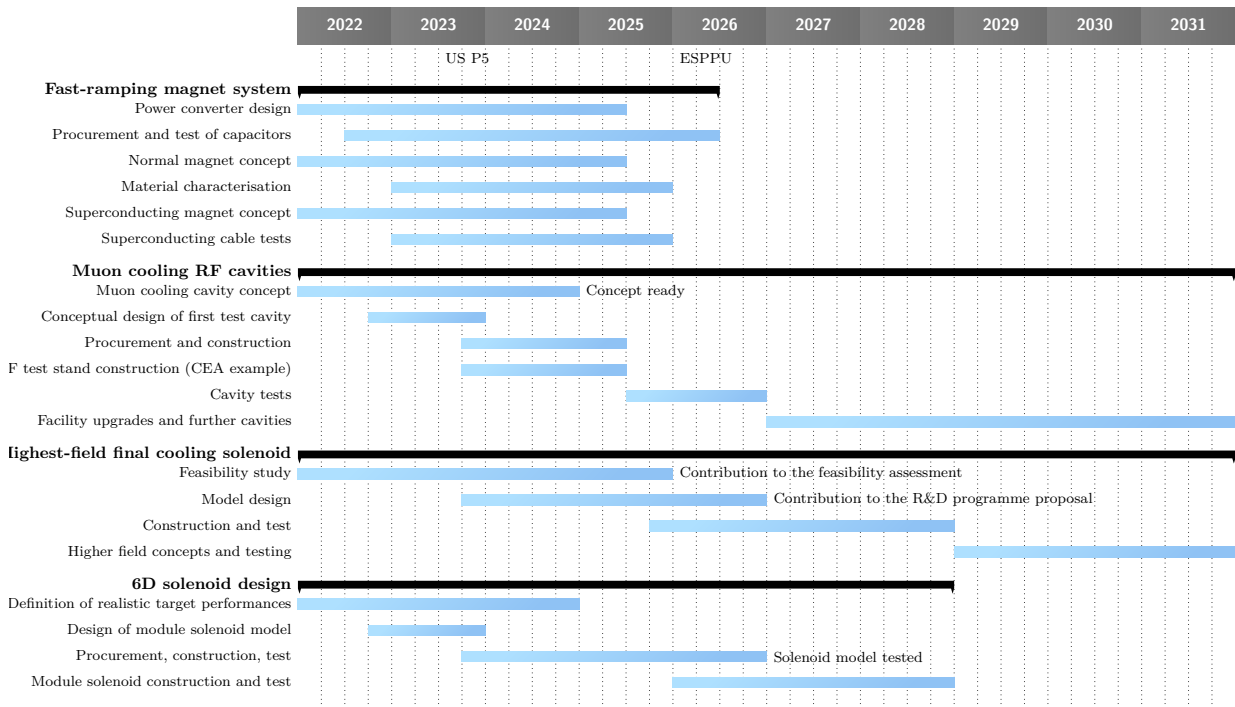 2022 2023 2024 2025 2026 2027 2028 2029 2030 2031
US P5 ESPPU
Fast-ramping magnet system
Power converter design
Procurement and test of capacitors
Normal magnet concept
Material characterisation
Superconducting magnet concept
Superconducting cable tests
Muon cooling RF cavities
Muon cooling cavity concept Concept ready
Conceptual design of first test cavity
Procurement and construction
F test stand construction (CEA example)
Cavity tests
Facility upgrades and further cavities
ighest-field final cooling solenoid
Feasibility study Contribution to the feasibility assessment
Model design Contribution to the R&D programme proposal
Construction and test
Higher field concepts and testing
6D solenoid design
Definition of realistic target performances
Design of module solenoid model
Procurement, construction, test Solenoid model tested
Module solenoid construction and test